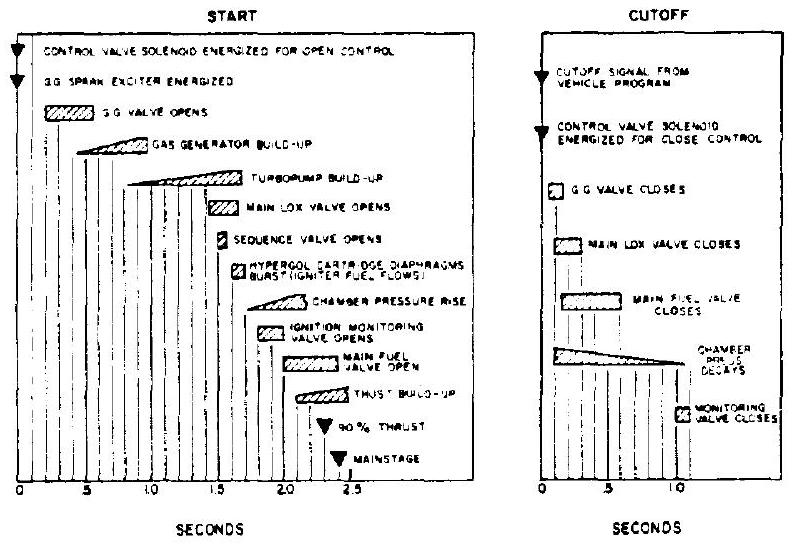 START
CONTROL VALVE SOLENOID ENERGIZED FOR OPEN CONTROL
G.G. SPARK EXCITER ENERGIZED
G.G. VALVE OPENS
GAS GENERATOR BUILD-UP
TURBOPUMP BUILD-UP
MAIN LOX VALVE OPENS
SEQUENCE VALVE OPENS
HYPERGOL CARTRIDGE DIAPHRAGMS
BURST (IGNITER FUEL FLOWS)
CHAMBER PRESSURE RISE
IGNITION MONITORING
VALVE OPENS
MAIN FUEL
VALVE OPEN
THUST BUILD-UP
90% THRUST
MAINSTAGE
0 .5 1.0 1.5 2.0 2.5
SECONDS
CUTOFF
CUTOFF SIGNAL FROM
VEHICLE PROGRAM
CONTROL VALVE SOLENOID
ENERGIZED FOR CLOSE CONTROL
G.G. VALVE CLOSES
MAIN LOX VALVE CLOSES
MAIN FUEL VALVE
CLOSES
CHAMBER
PRESS
DECAYS
MONITORING
VALVE CLOSES
0 .5 1.0
SECONDS